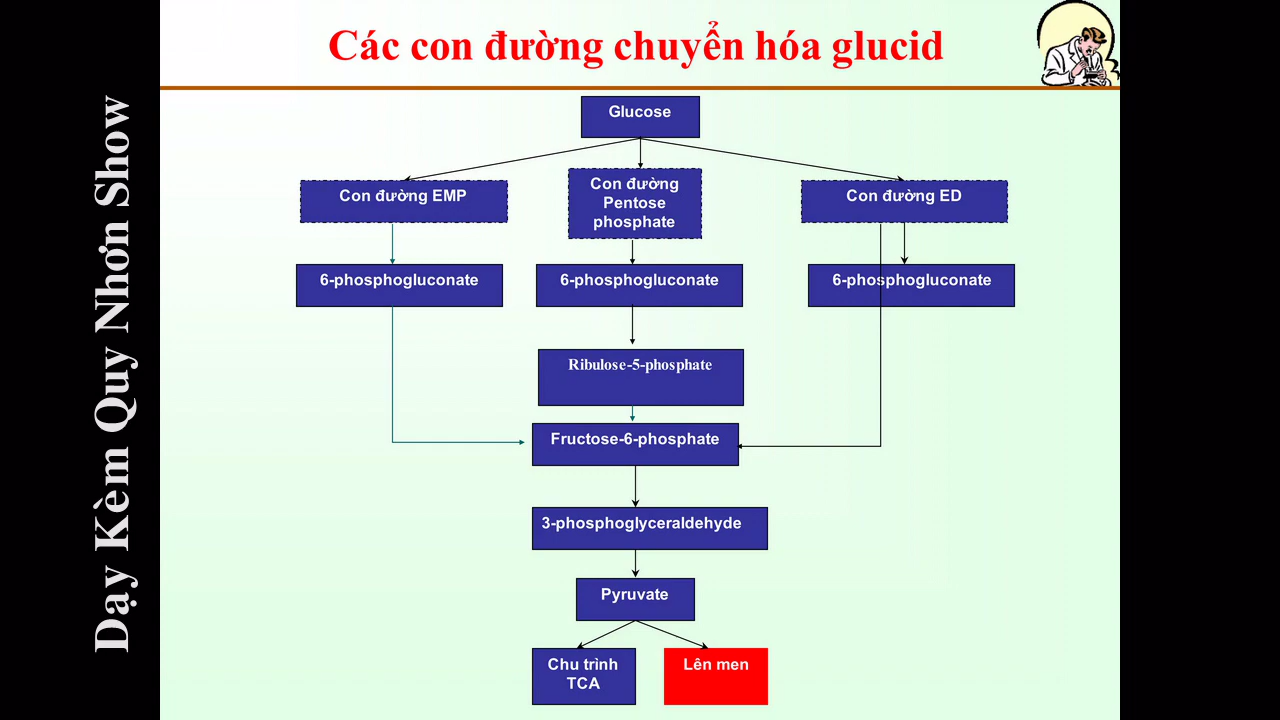 Các con đường chuyển hóa glucid
Dạy Kèm Quy Nhơn Show
Glucose
Con đường EMP
Con đường
Pentose
phosphate
Con đường ED
6-phosphogluconate
6-phosphogluconate
6-phosphogluconate
Ribulose-5-phosphate
Fructose-6-phosphate
3-phosphoglyceraldehyde
Pyruvate
Chu trình
TCA
Lên men